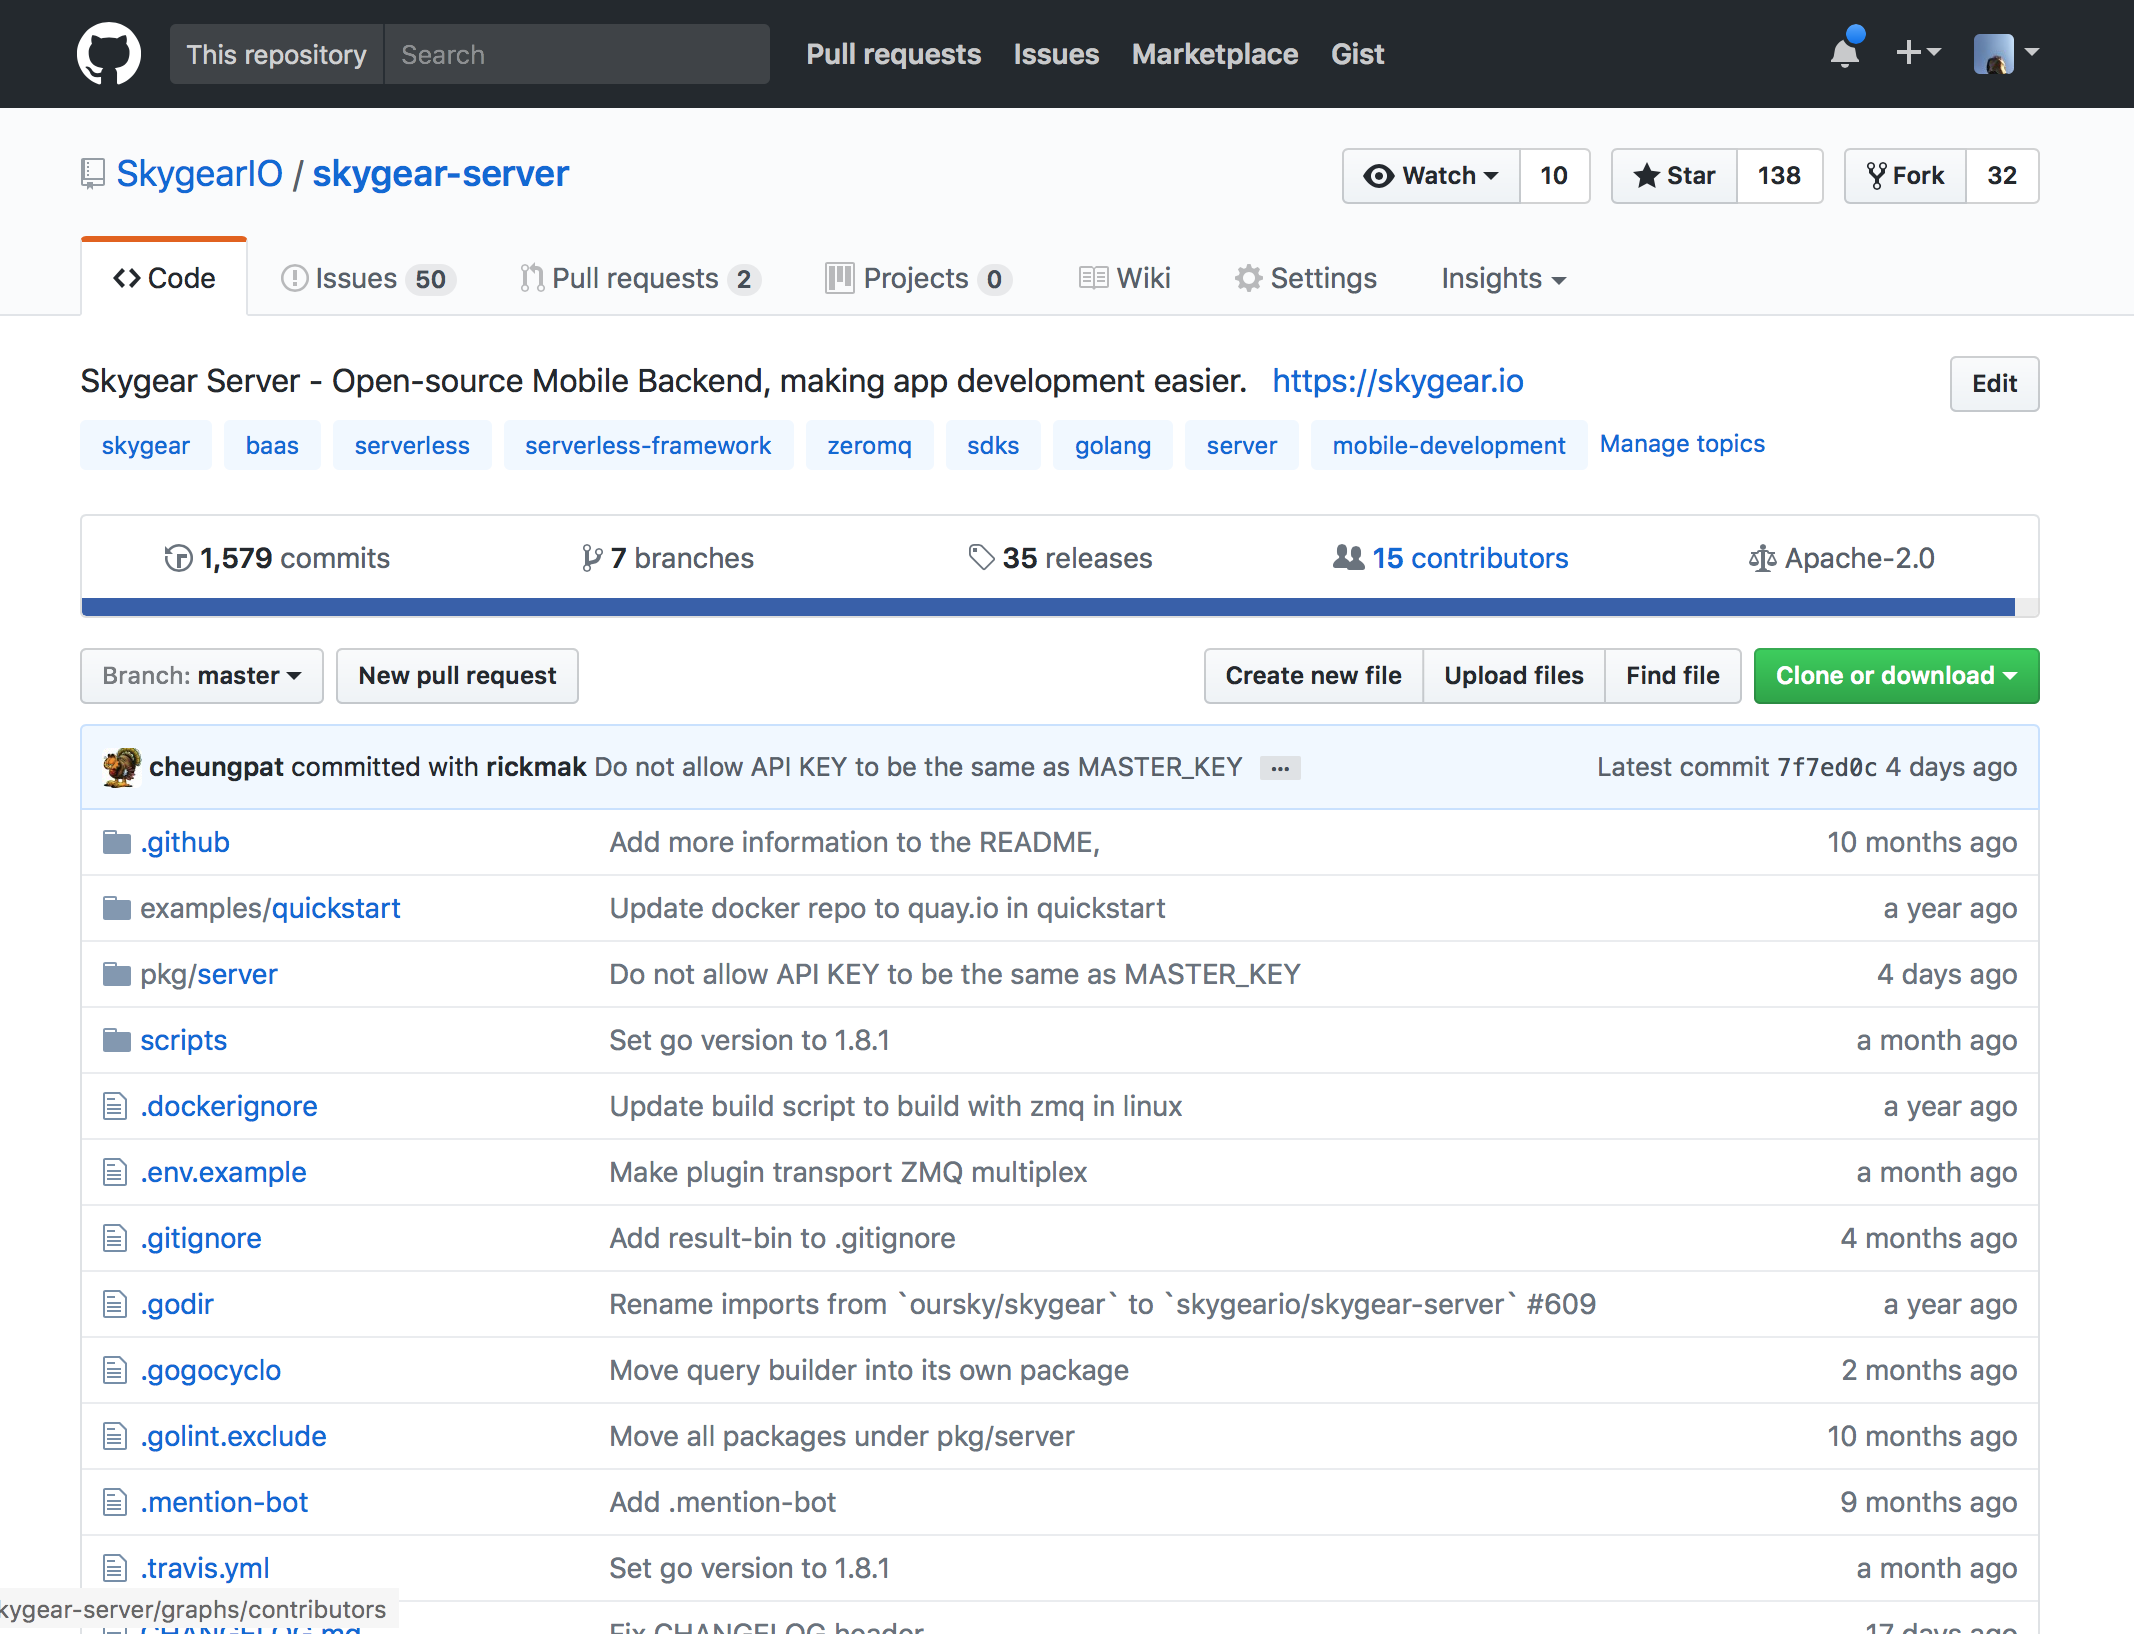 This repository Search Pull requests Issues Marketplace Gist
SkygearIO / skygear-server Watch 10 Star 138 Fork 32
Code Issues 50 Pull requests 2 Projects 0 Wiki Settings Insights
Skygear Server - Open-source Mobile Backend, making app development easier. https://skygear.io Edit
skygear baas serverless serverless-framework zeromq sdks golang server mobile-development Manage topics
1,579 commits 7 branches 35 releases 15 contributors Apache-2.0
Branch: master New pull request Create new file Upload files Find file Clone or download
cheungpat committed with rickmak Do not allow API KEY to be the same as MASTER_KEY … Latest commit 7f7ed0c 4 days ago
.github Add more information to the README, 10 months ago
examples/quickstart Update docker repo to quay.io in quickstart a year ago
pkg/server Do not allow API KEY to be the same as MASTER_KEY 4 days ago
scripts Set go version to 1.8.1 a month ago
.dockerignore Update build script to build with zmq in linux a year ago
.env.example Make plugin transport ZMQ multiplex a month ago
.gitignore Add result-bin to .gitignore 4 months ago
.godir Rename imports from `oursky/skygear` to `skygeario/skygear-server` #609 a year ago
.gogocyclo Move query builder into its own package 2 months ago
.golint.exclude Move all packages under pkg/server 10 months ago
.mention-bot Add .mention-bot 9 months ago
.travis.yml Set go version to 1.8.1 a month ago
kygear-server/graphs/contributors
CHANGELOG.md Fix CHANGELOG header 17 days ago